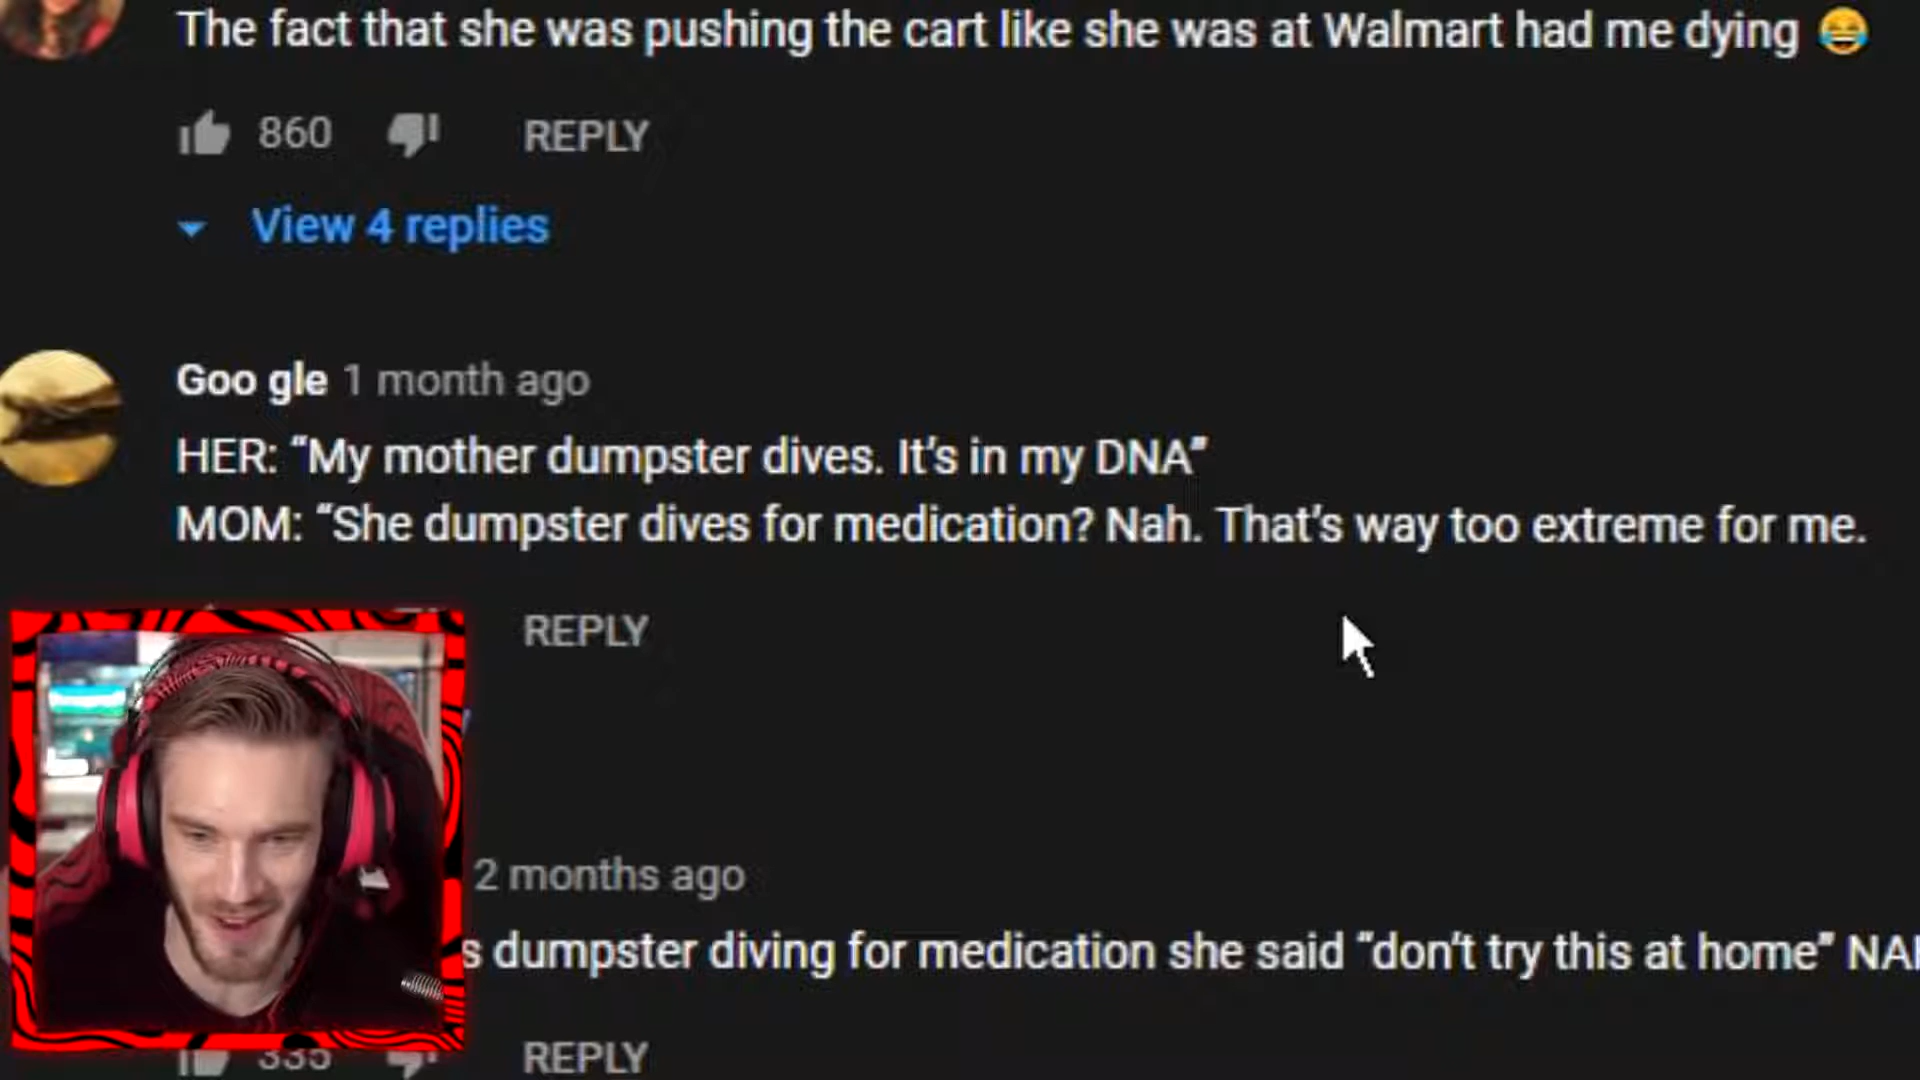 The fact that she was pushing the cart like she was at Walmart had me dying 😂
860 REPLY
View 4 replies
Goo gle 1 month ago
HER: “My mother dumpster dives. It’s in my DNA”
MOM: “She dumpster dives for medication? Nah. That’s way too extreme for me.
REPLY
2 months ago
s dumpster diving for medication she said “don’t try this at home”
335 REPLY